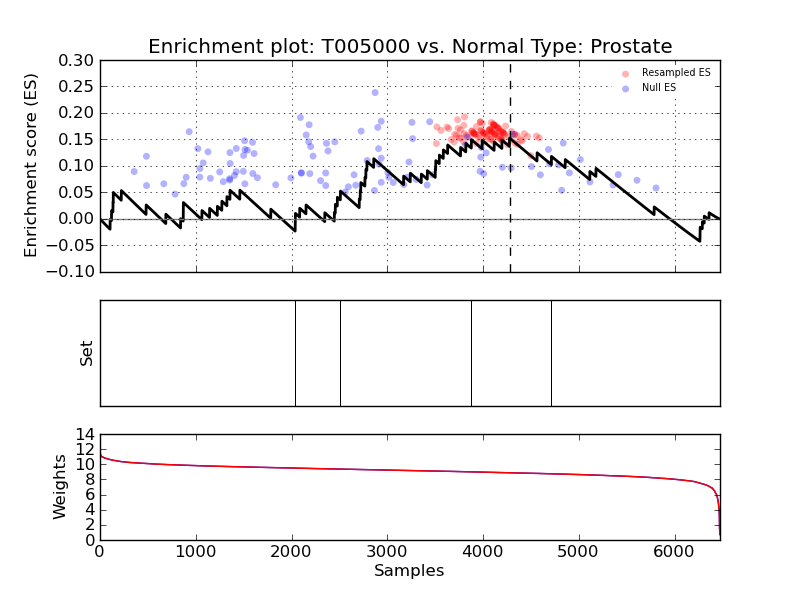 Enrichment plot: T005000 vs. Normal Type: Prostate
Enrichment score (ES)
0.30
0.25
0.20
0.15
0.10
0.05
0.00
−0.05
−0.10
Resampled ES
Null ES
Set
Weights
14
12
10
8
6
4
2
0
0 1000 2000 3000 4000 5000 6000
Samples